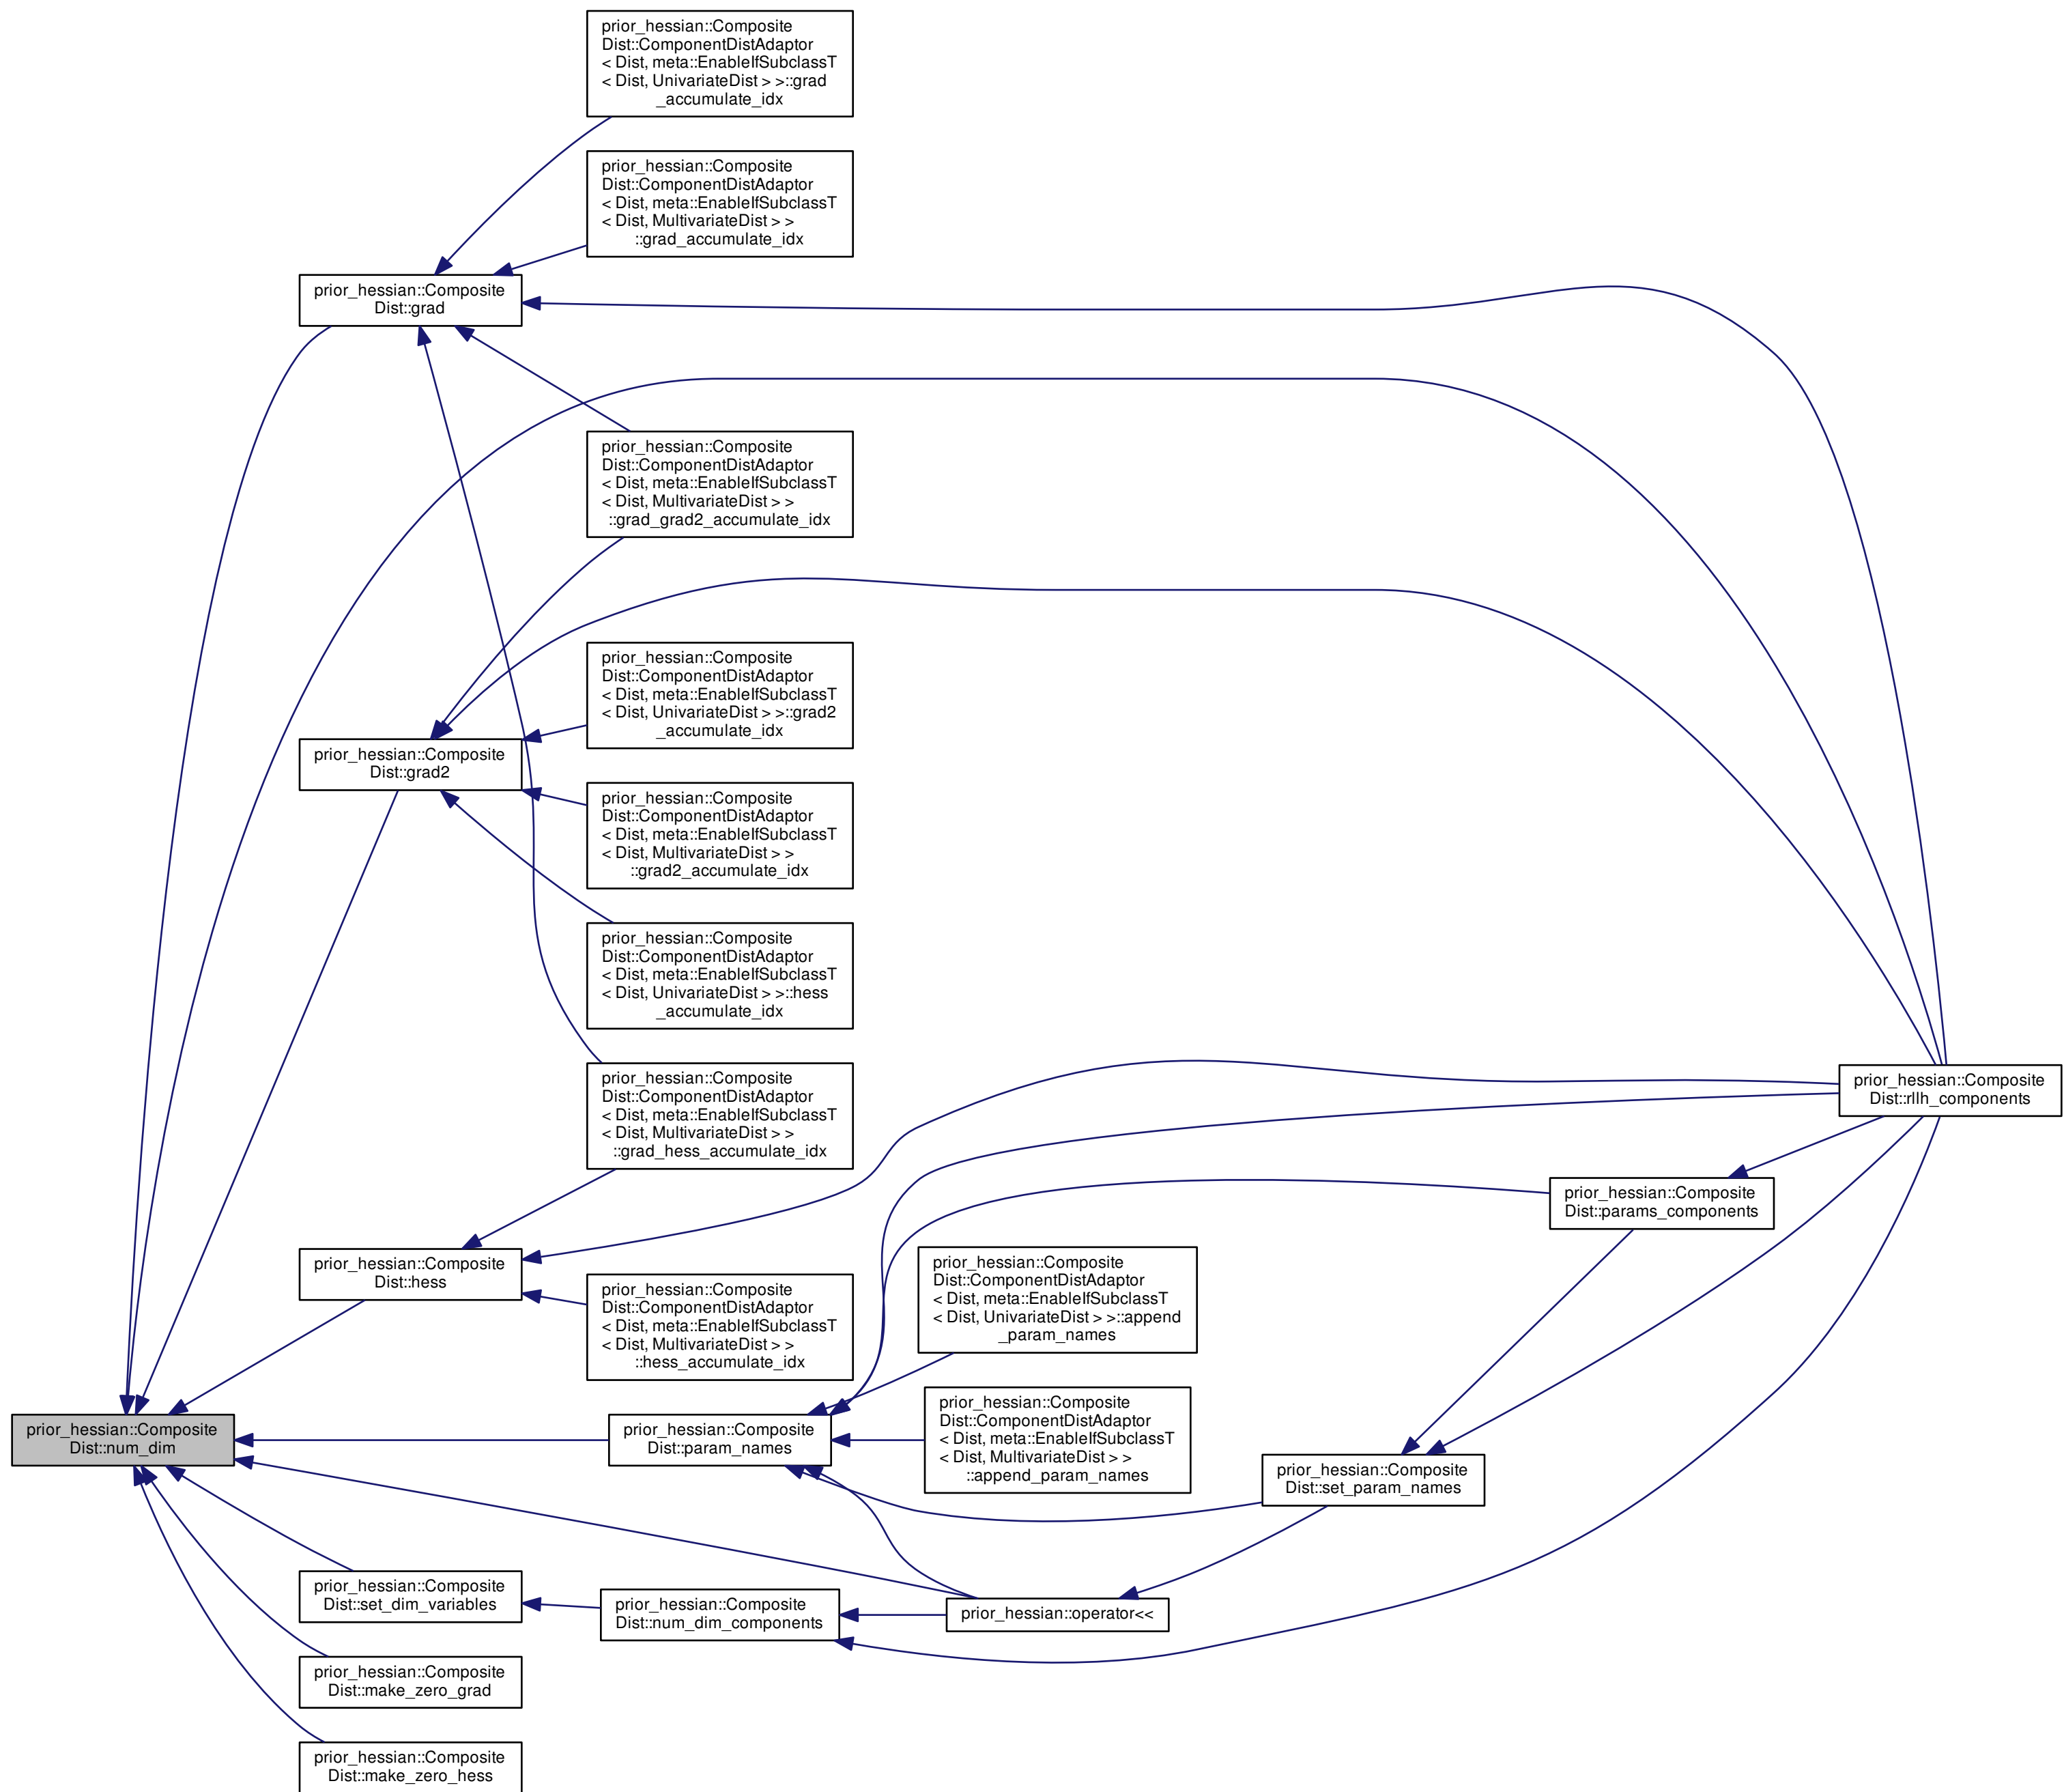 prior_hessian::Composite
Dist::ComponentDistAdaptor
< Dist, meta::EnableIfSubclassT
< Dist, UnivariateDist > >::grad
_accumulate_idx
prior_hessian::Composite
Dist::ComponentDistAdaptor
< Dist, meta::EnableIfSubclassT
< Dist, MultivariateDist > >
::grad_accumulate_idx
prior_hessian::Composite
Dist::grad
prior_hessian::Composite
Dist::ComponentDistAdaptor
< Dist, meta::EnableIfSubclassT
< Dist, MultivariateDist > >
::grad_grad2_accumulate_idx
prior_hessian::Composite
Dist::ComponentDistAdaptor
< Dist, meta::EnableIfSubclassT
< Dist, UnivariateDist > >::grad2
_accumulate_idx
prior_hessian::Composite
Dist::grad2
prior_hessian::Composite
Dist::ComponentDistAdaptor
< Dist, meta::EnableIfSubclassT
< Dist, MultivariateDist > >
::grad2_accumulate_idx
prior_hessian::Composite
Dist::ComponentDistAdaptor
< Dist, meta::EnableIfSubclassT
< Dist, UnivariateDist > >::hess
_accumulate_idx
prior_hessian::Composite
Dist::ComponentDistAdaptor
< Dist, meta::EnableIfSubclassT
< Dist, MultivariateDist > >
::grad_hess_accumulate_idx
prior_hessian::Composite
Dist::rllh_components
prior_hessian::Composite
Dist::params_components
prior_hessian::Composite
Dist::hess
prior_hessian::Composite
Dist::ComponentDistAdaptor
< Dist, meta::EnableIfSubclassT
< Dist, MultivariateDist > >
::hess_accumulate_idx
prior_hessian::Composite
Dist::ComponentDistAdaptor
< Dist, meta::EnableIfSubclassT
< Dist, UnivariateDist > >::append
_param_names
prior_hessian::Composite
Dist::num_dim
prior_hessian::Composite
Dist::param_names
prior_hessian::Composite
Dist::ComponentDistAdaptor
< Dist, meta::EnableIfSubclassT
< Dist, MultivariateDist > >
::append_param_names
prior_hessian::Composite
Dist::set_param_names
prior_hessian::Composite
Dist::set_dim_variables
prior_hessian::Composite
Dist::num_dim_components
prior_hessian::operator<<
prior_hessian::Composite
Dist::make_zero_grad
prior_hessian::Composite
Dist::make_zero_hess